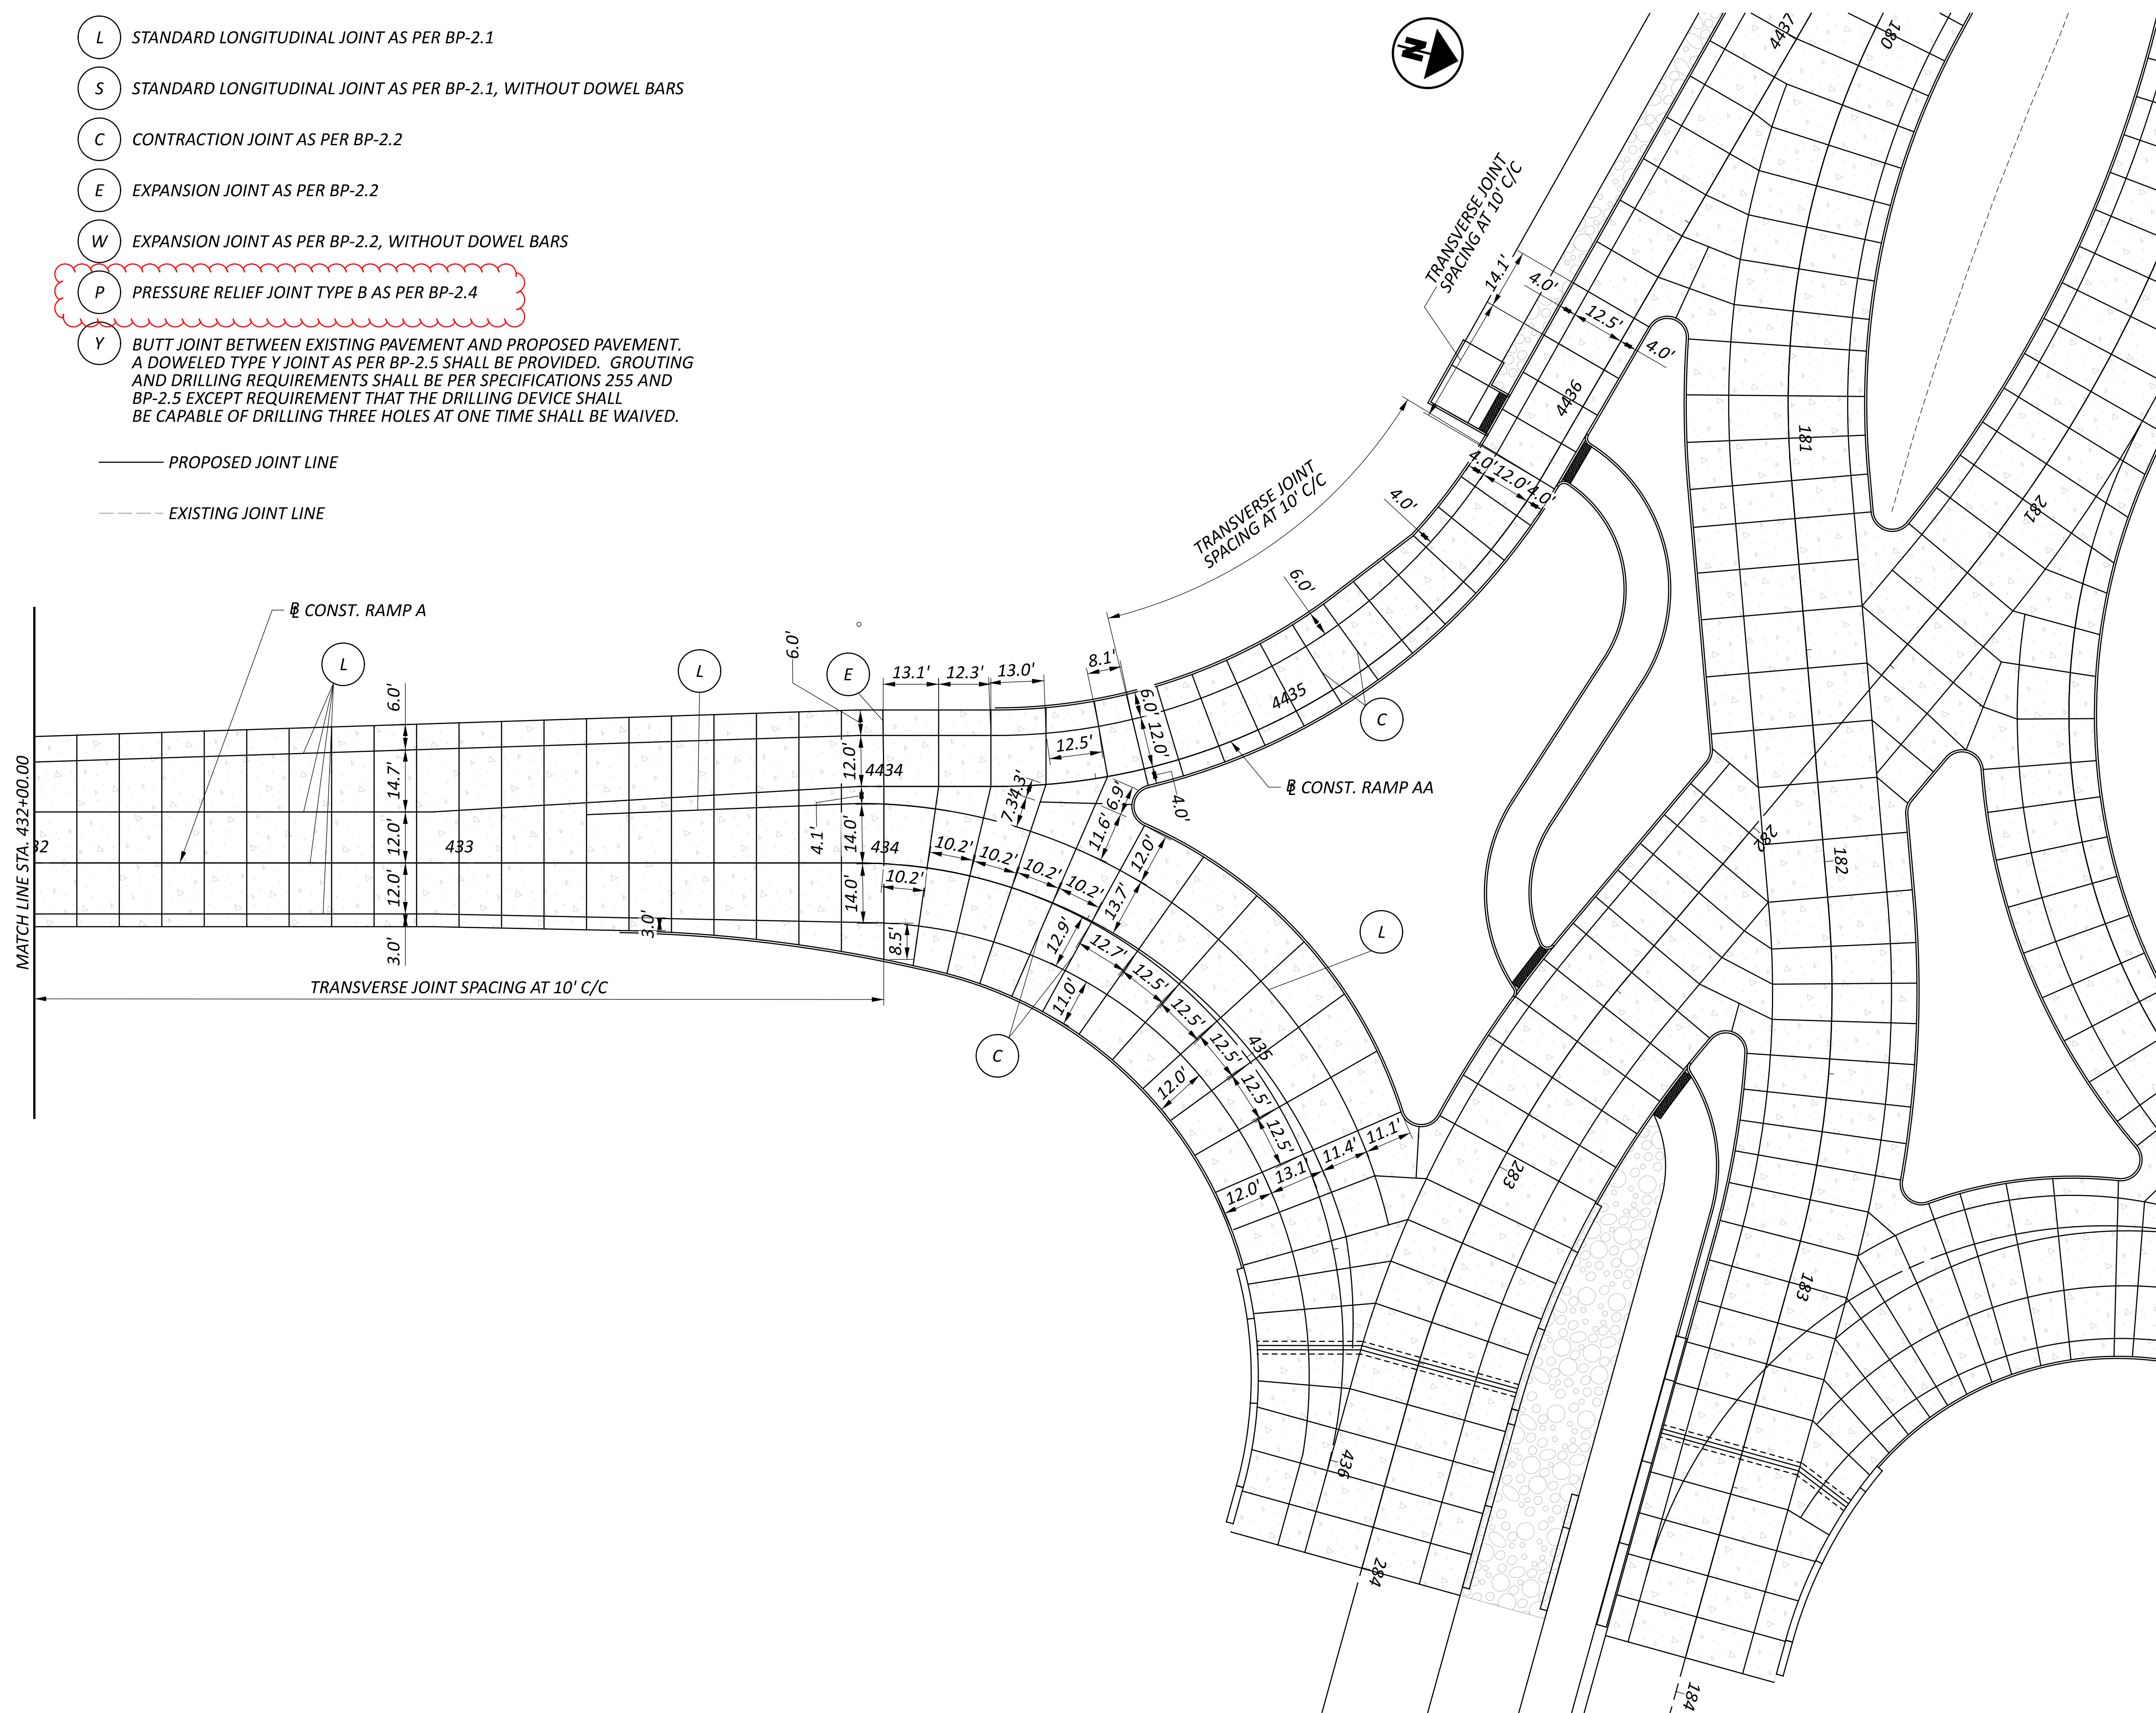 L STANDARD LONGITUDINAL JOINT AS PER BP-2.1
S STANDARD LONGITUDINAL JOINT AS PER BP-2.1, WITHOUT DOWEL BARS
C CONTRACTION JOINT AS PER BP-2.2
E EXPANSION JOINT AS PER BP-2.2
W EXPANSION JOINT AS PER BP-2.2, WITHOUT DOWEL BARS
P PRESSURE RELIEF JOINT TYPE B AS PER BP-2.4
Y BUTT JOINT BETWEEN EXISTING PAVEMENT AND PROPOSED PAVEMENT.
A DOWELED TYPE Y JOINT AS PER BP-2.5 SHALL BE PROVIDED. GROUTING
AND DRILLING REQUIREMENTS SHALL BE PER SPECIFICATIONS 255 AND
BP-2.5 EXCEPT REQUIREMENT THAT THE DRILLING DEVICE SHALL
BE CAPABLE OF DRILLING THREE HOLES AT ONE TIME SHALL BE WAIVED.
PROPOSED JOINT LINE
EXISTING JOINT LINE
N
4437
180
TRANSVERSE JOINT
SPACING AT 10' C/C
14.1'
4.0'
12.5'
4.0'
4436
181
281
4.0'
12.0'
4.0'
4.0'
TRANSVERSE JOINT
SPACING AT 10' C/C
6.0'
℄ CONST. RAMP A
L
6.0'
L
6.0'
E
13.1'
12.3'
13.0'
8.1'
6.0'
12.0'
4435
C
12.5'
14.7'
12.0'
4434
4.3'
7.3'
6.9'
4.0'
℄ CONST. RAMP AA
MATCH LINE STA. 432+00.00
32
12.0'
433
4.1'
14.0'
434
10.2'
10.2'
10.2'
10.2'
11.6'
12.0'
282
182
12.0'
14.0'
10.2'
13.7'
3.0'
3.0'
8.5'
12.9'
12.7'
L
TRANSVERSE JOINT SPACING AT 10' C/C
11.0'
12.5'
12.5'
12.5'
435
C
12.0'
12.5'
12.5'
12.0'
13.1'
11.4'
11.1'
283
183
436
284
184